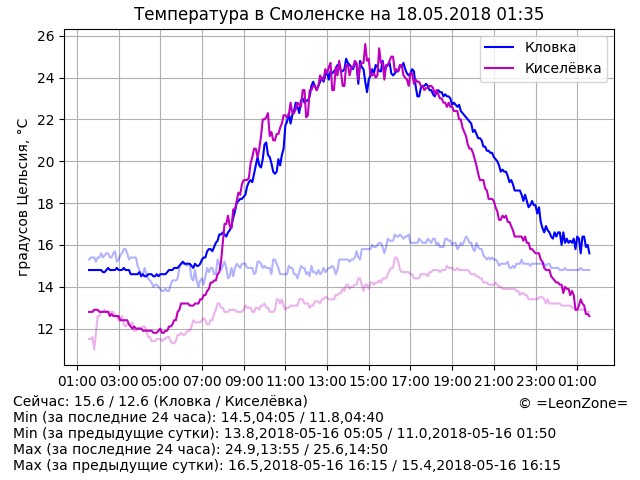 Температура в Смоленске на 18.05.2018 01:35
градусов Цельсия, °C
26
24
22
20
18
16
14
12
Кловка
Киселёвка
01:00 03:00 05:00 07:00 09:00 11:00 13:00 15:00 17:00 19:00 21:00 23:00 01:00
Сейчас: 15.6 / 12.6 (Кловка / Киселёвка)
© =LeonZone=
Min (за последние 24 часа): 14.5,04:05 / 11.8,04:40
Min (за предыдущие сутки): 13.8,2018-05-16 05:05 / 11.0,2018-05-16 01:50
Max (за последние 24 часа): 24.9,13:55 / 25.6,14:50
Max (за предыдущие сутки): 16.5,2018-05-16 16:15 / 15.4,2018-05-16 16:15